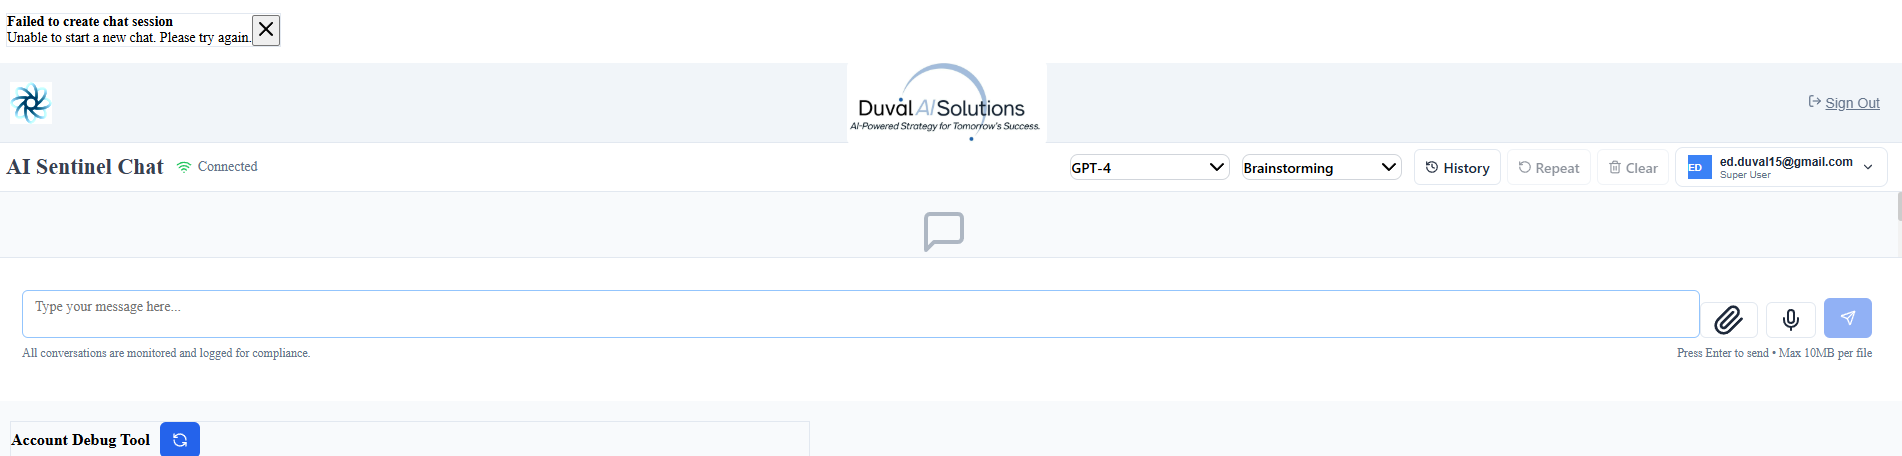 Failed to create chat session
Unable to start a new chat. Please try again.
Duval AI Solutions
AI-Powered Strategy for Tomorrow's Success.
Sign Out
AI Sentinel Chat
Connected
GPT-4
Brainstorming
History
Repeat
Clear
ED
ed.duval15@gmail.com
Super User
Type your message here...
All conversations are monitored and logged for compliance.
Press Enter to send • Max 10MB per file
Account Debug Tool